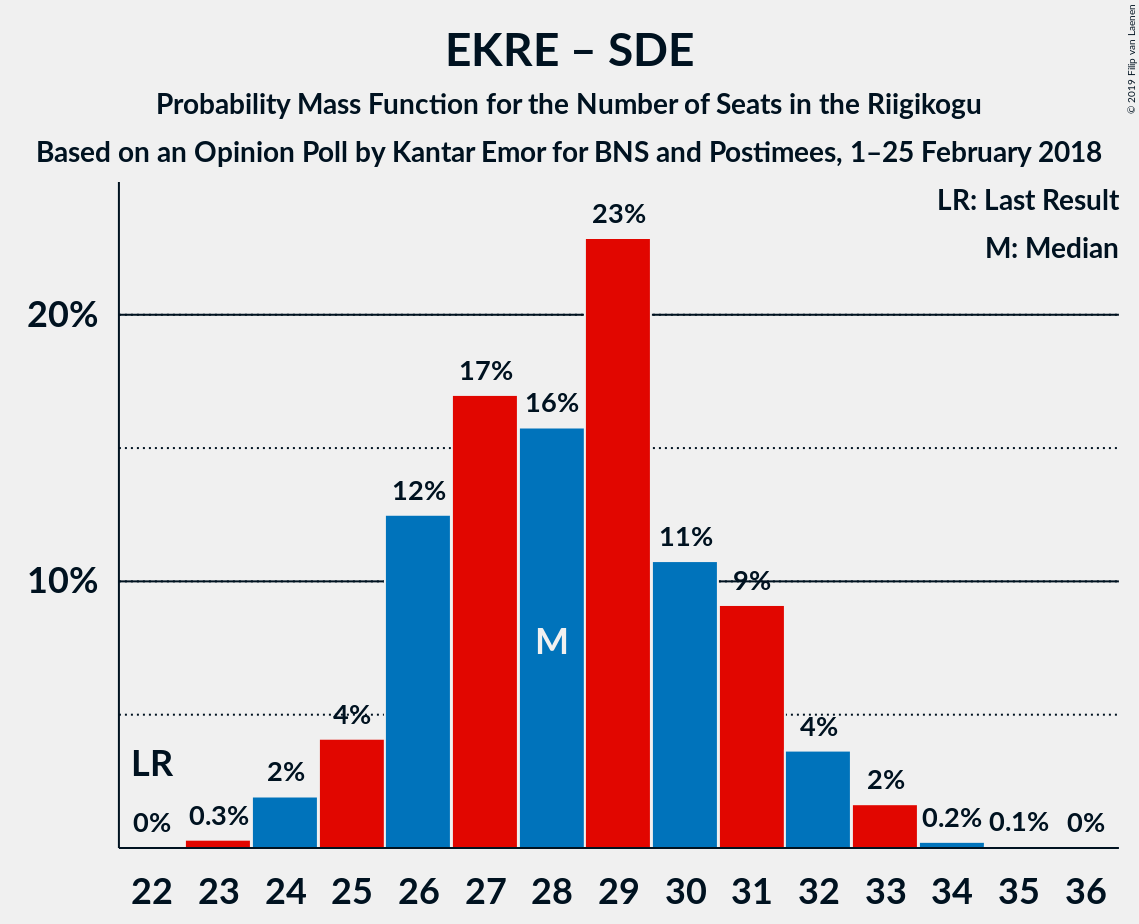 EKRE – SDE
Probability Mass Function for the Number of Seats in the Riigikogu
Based on an Opinion Poll by Kantar Emor for BNS and Postimees, 1–25 February 2018
© 2019 Filip van Laenen
LR: Last Result
M: Median
23%
20%
17%
16%
12%
11%
10%
9%
M
4%
4%
LR
2%
2%
0%
0.3%
0.2%
0.1%
0%
22 23 24 25 26 27 28 29 30 31 32 33 34 35 36